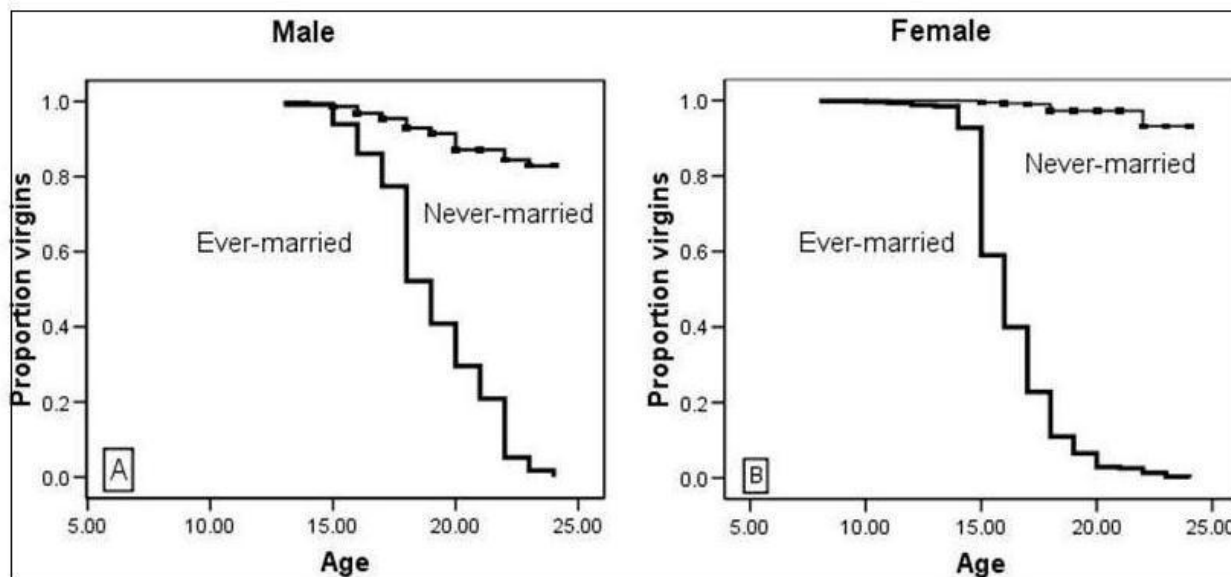 Male
Proportion virgins
1.0
0.8
0.6
0.4
0.2
0.0
Never-married
Ever-married
A
5.00
10.00
15.00
20.00
25.00
Age
Female
Proportion virgins
1.0
0.8
0.6
0.4
0.2
0.0
Never-married
Ever-married
B
5.00
10.00
15.00
20.00
25.00
Age